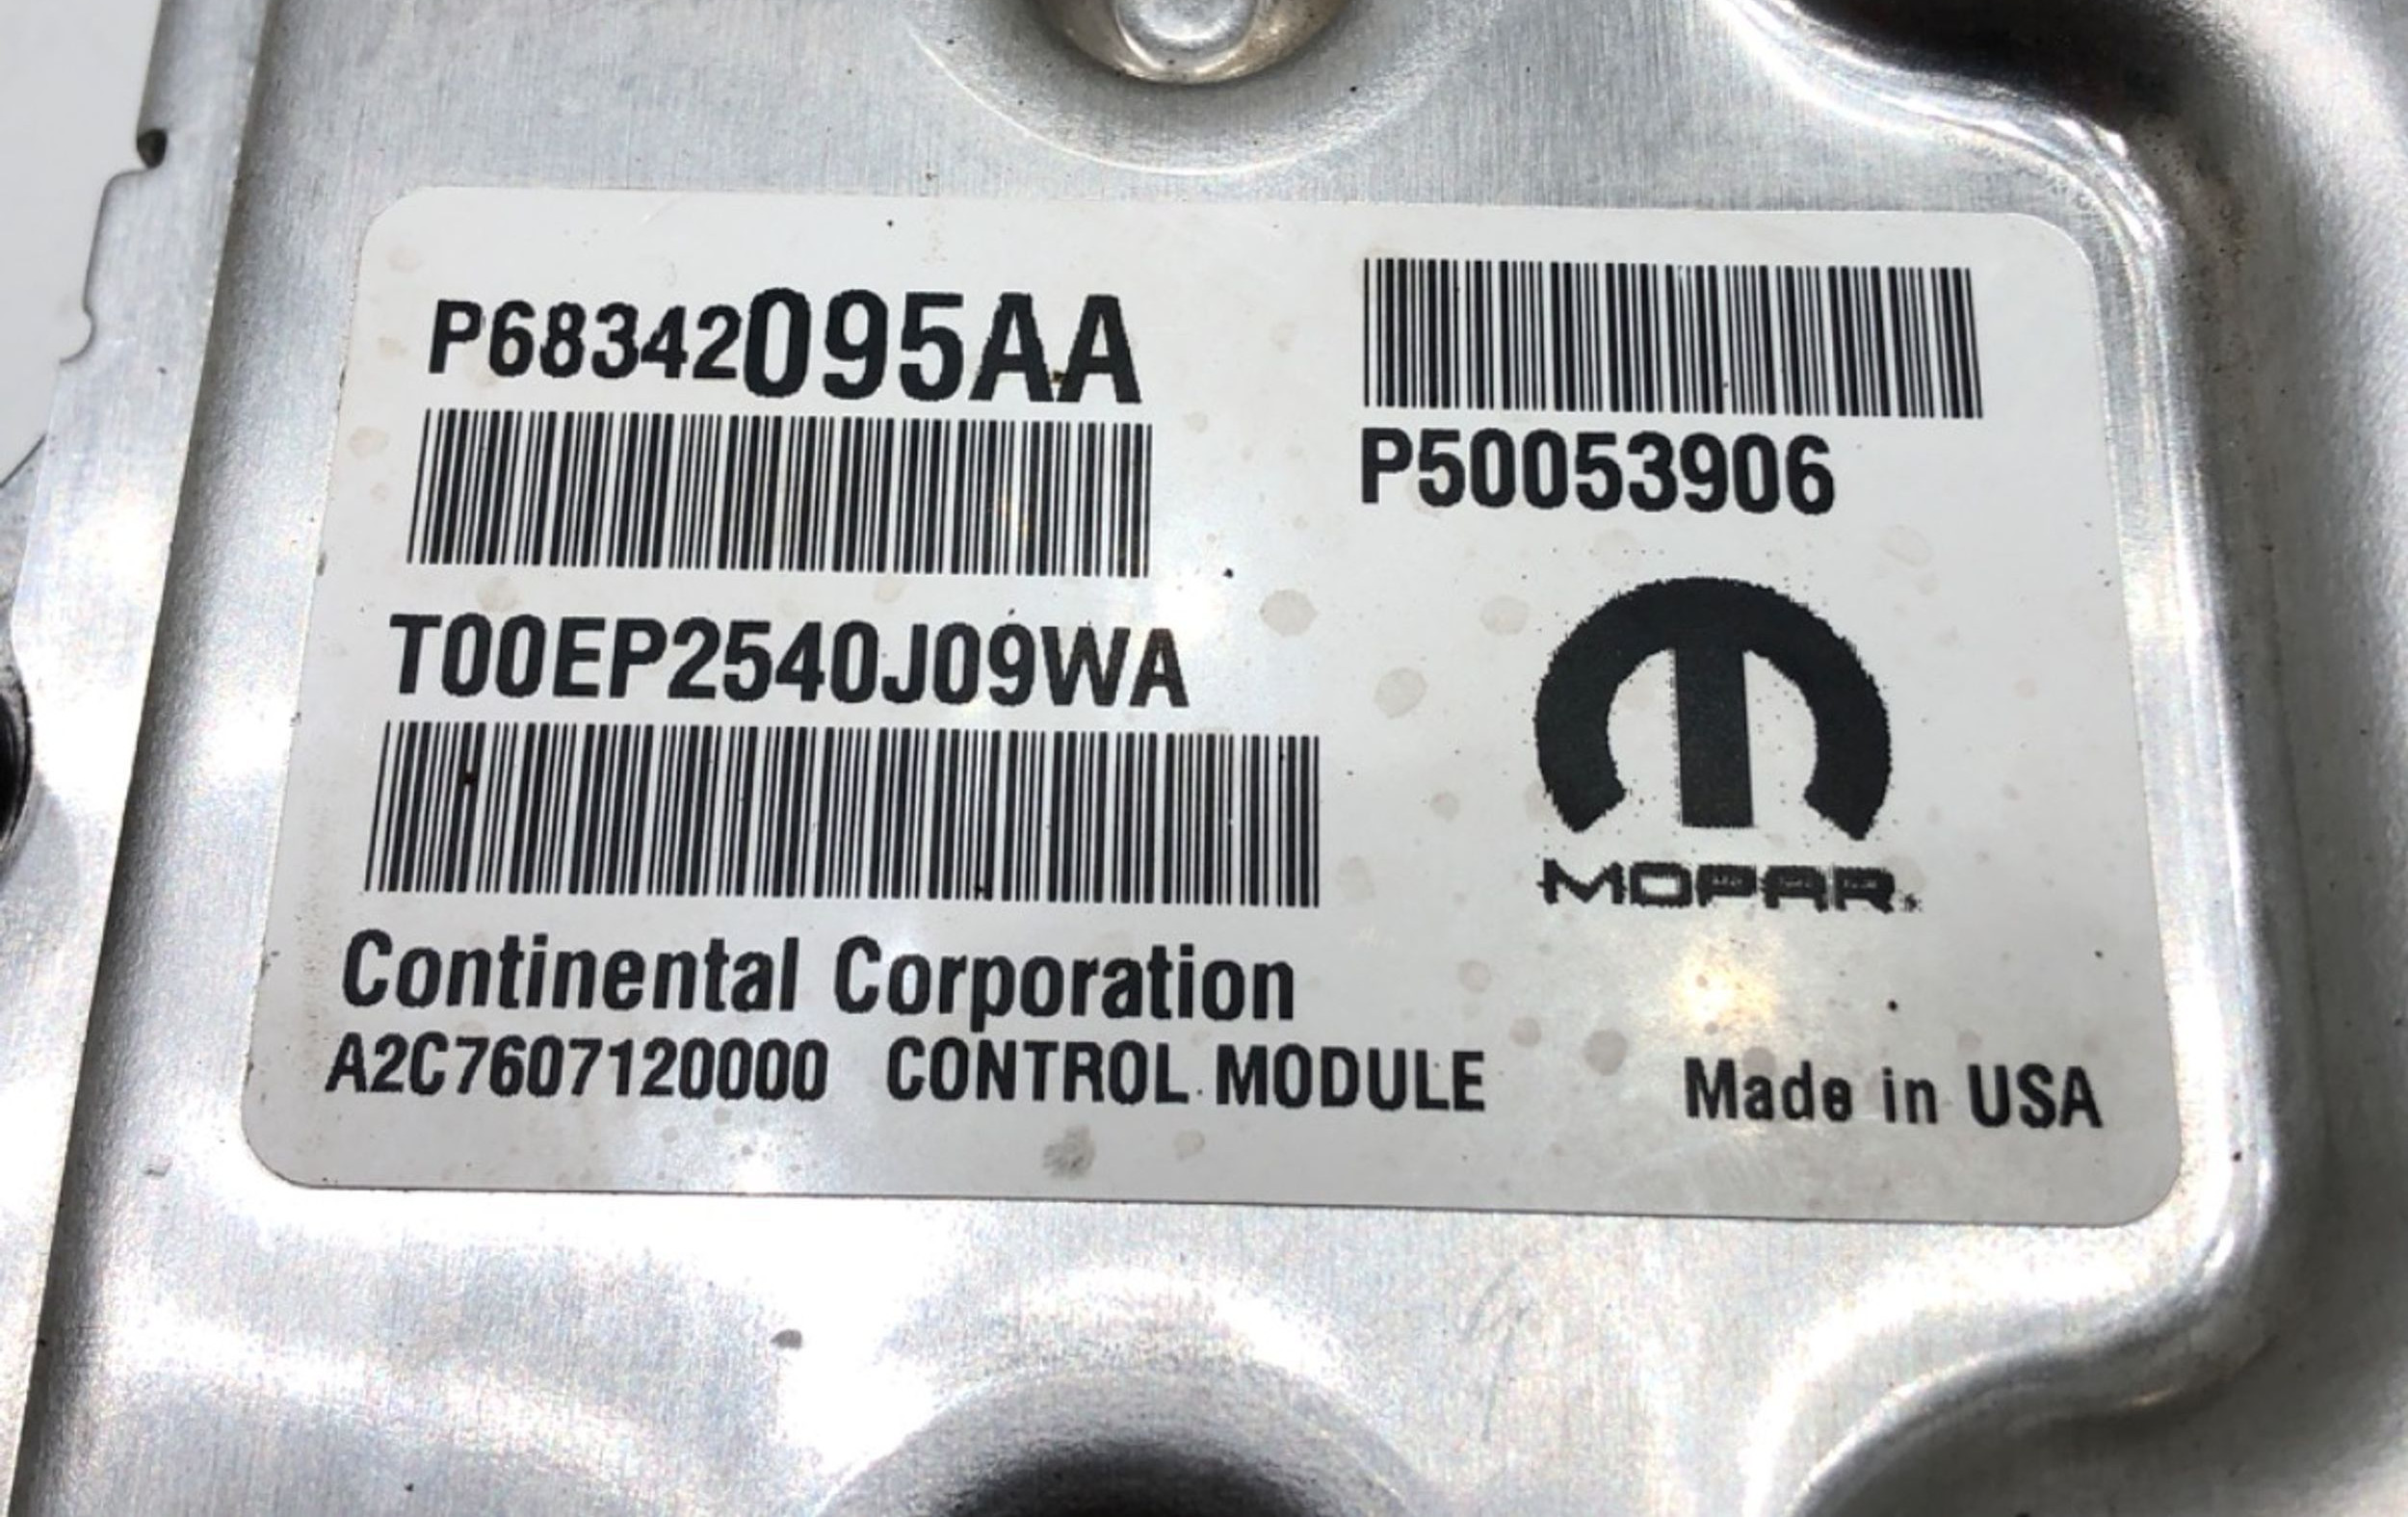 P68342095AA
P50053906
T00EP2540J09WA
MOPAR
Continental Corporation
A2C7607120000 CONTROL MODULE
Made in USA